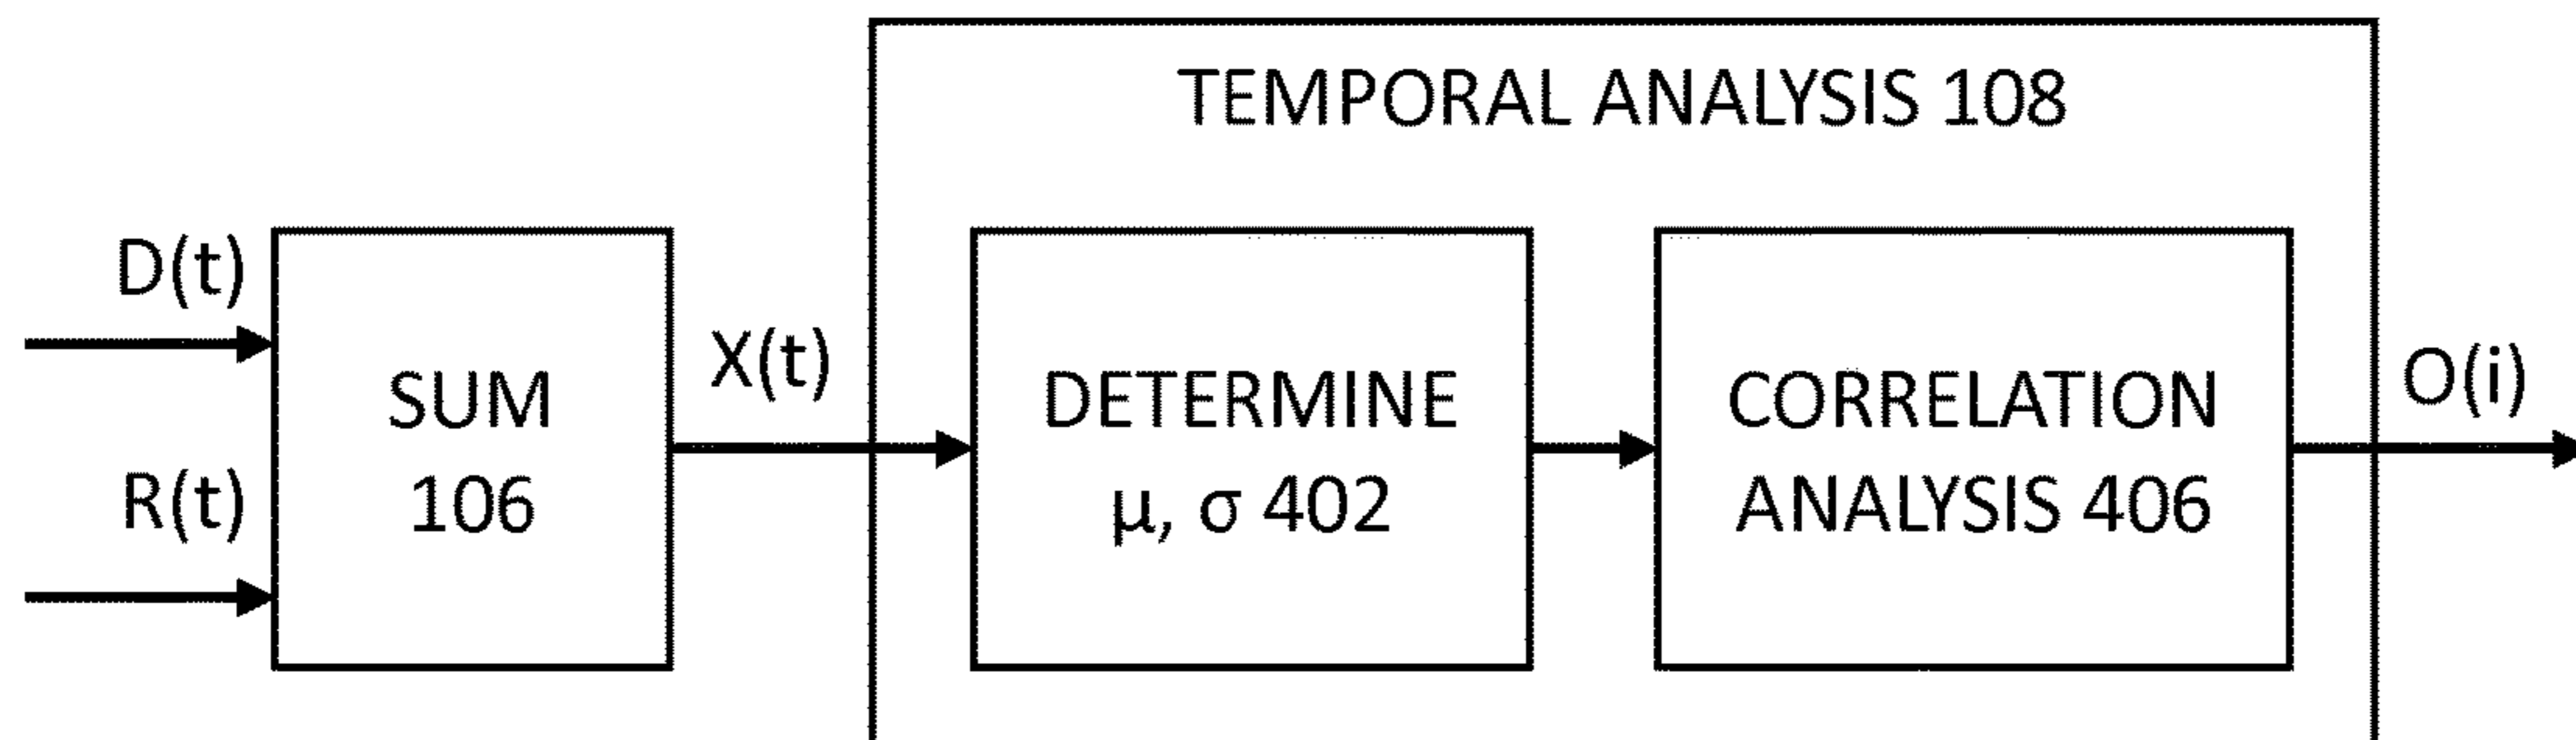 TEMPORAL ANALYSIS 108
D(t)
R(t)
SUM
106
X(t)
DETERMINE
μ, σ 402
CORRELATION
ANALYSIS 406
O(i)